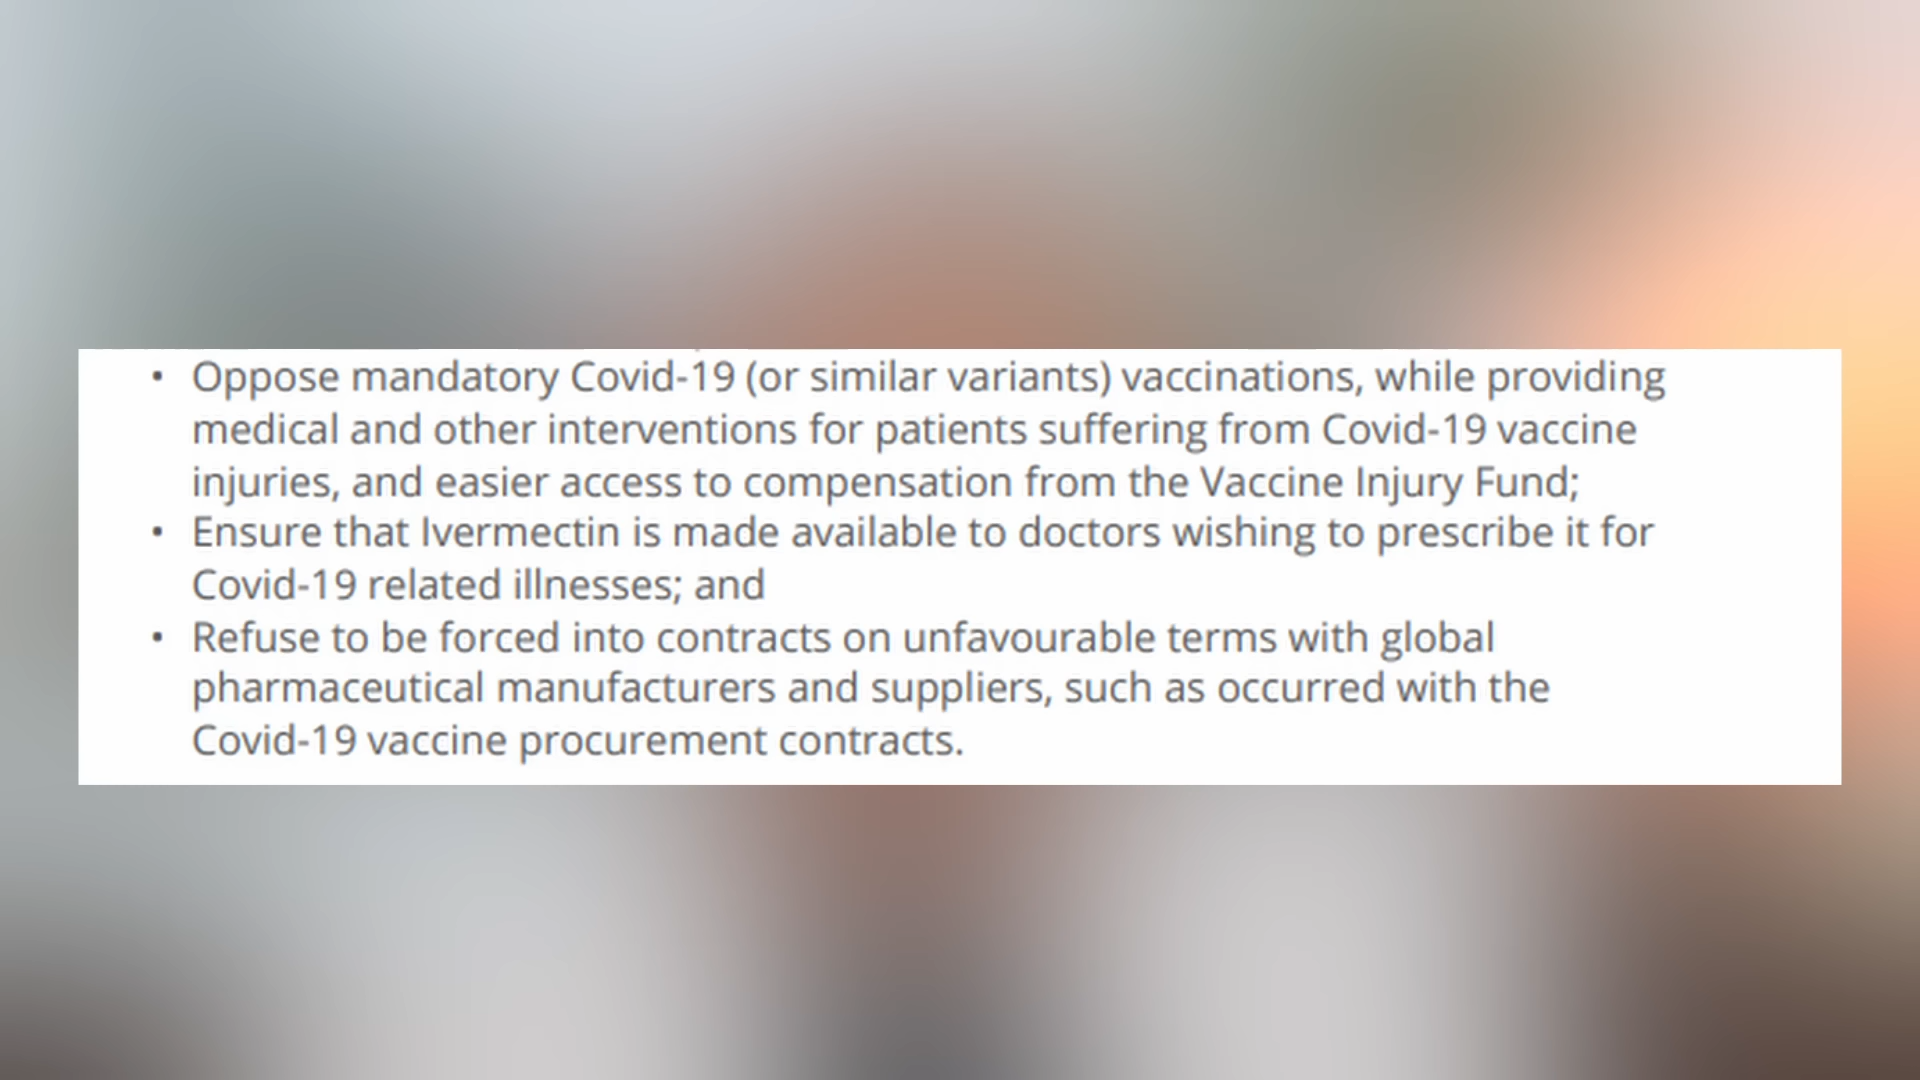 • Oppose mandatory Covid-19 (or similar variants) vaccinations, while providing
medical and other interventions for patients suffering from Covid-19 vaccine
injuries, and easier access to compensation from the Vaccine Injury Fund;
• Ensure that Ivermectin is made available to doctors wishing to prescribe it for
Covid-19 related illnesses; and
• Refuse to be forced into contracts on unfavourable terms with global
pharmaceutical manufacturers and suppliers, such as occurred with the
Covid-19 vaccine procurement contracts.